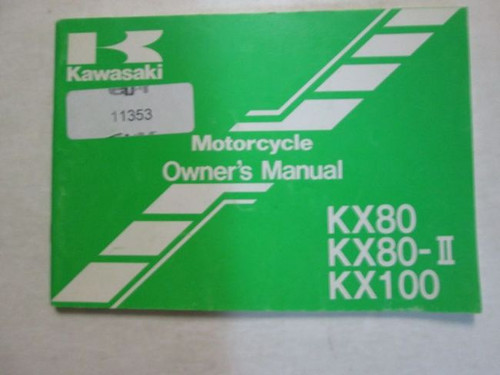 Kawasaki
11353
Motorcycle
Owner's Manual
KX80
KX80-II
KX100